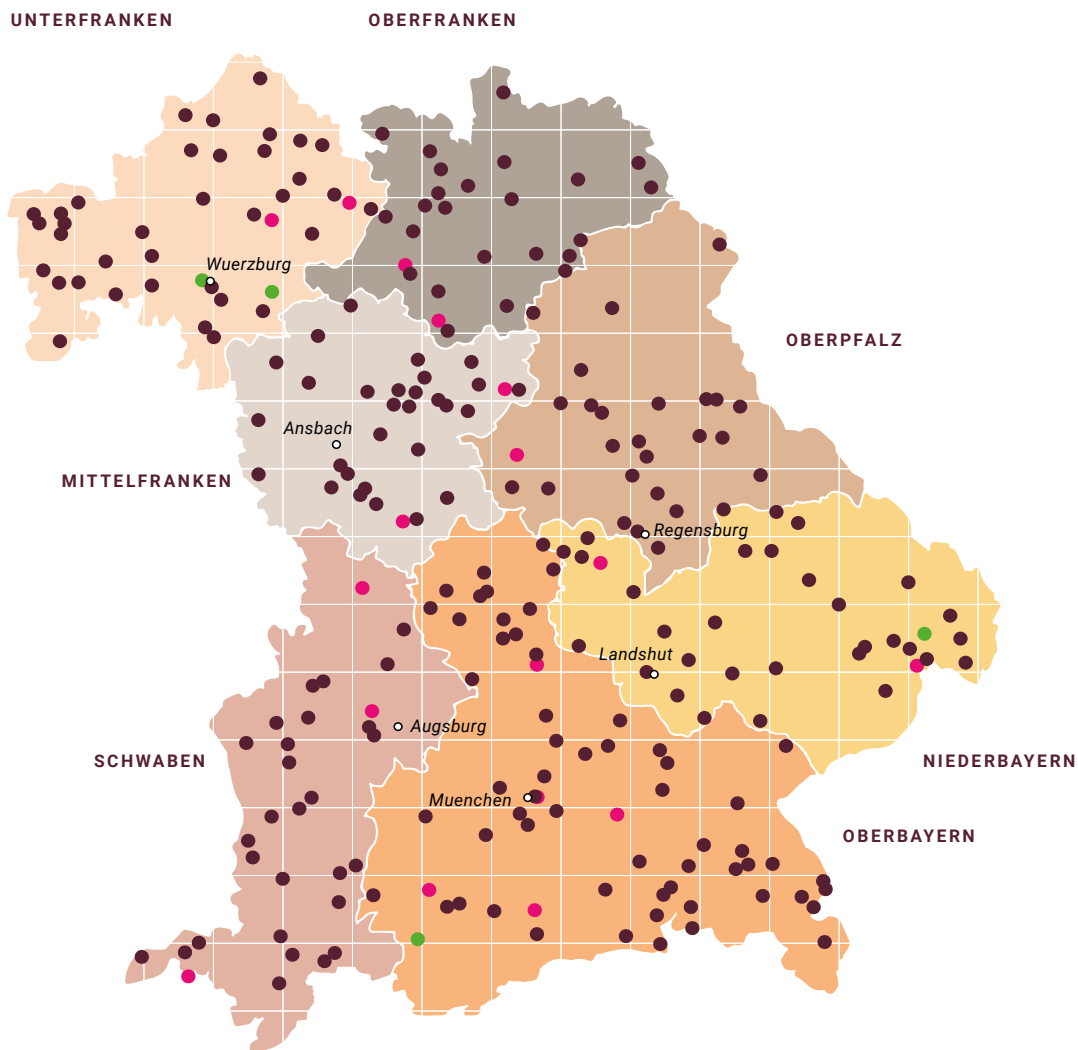 UNTERFRANKEN
OBERFRANKEN
Wuerzburg
OBERPFALZ
Ansbach
MITTELFRANKEN
Regensburg
Landshut
Augsburg
SCHWABEN
NIEDERBAYERN
Muenchen
OBERBAYERN